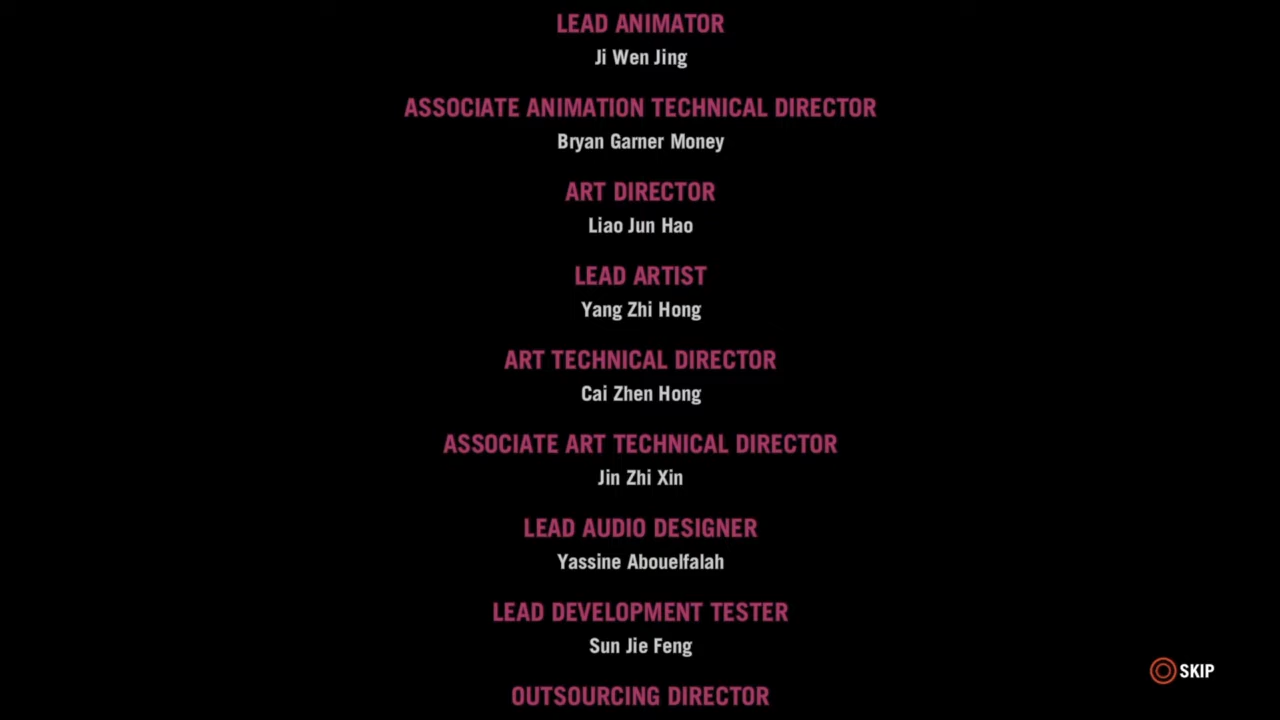 LEAD ANIMATOR
Ji Wen Jing
ASSOCIATE ANIMATION TECHNICAL DIRECTOR
Bryan Garner Money
ART DIRECTOR
Liao Jun Hao
LEAD ARTIST
Yang Zhi Hong
ART TECHNICAL DIRECTOR
Cai Zhen Hong
ASSOCIATE ART TECHNICAL DIRECTOR
Jin Zhi Xin
LEAD AUDIO DESIGNER
Yassine Abouelfalah
LEAD DEVELOPMENT TESTER
Sun Jie Feng
SKIP
OUTSOURCING DIRECTOR